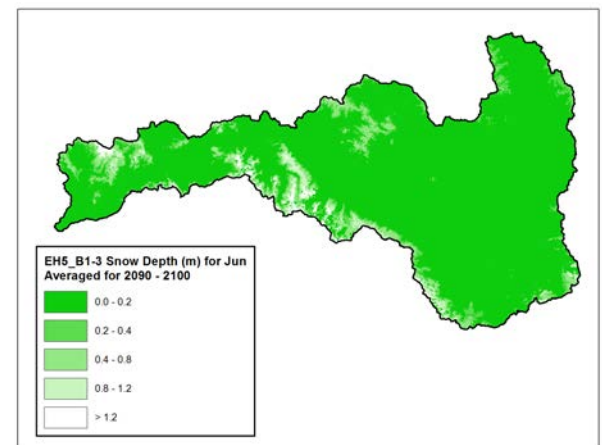 EH5_B1-3 Snow Depth (m) for Jun
Averaged for 2090 - 2100
0.0 - 0.2
0.2 - 0.4
0.4 - 0.8
0.8 - 1.2
> 1.2